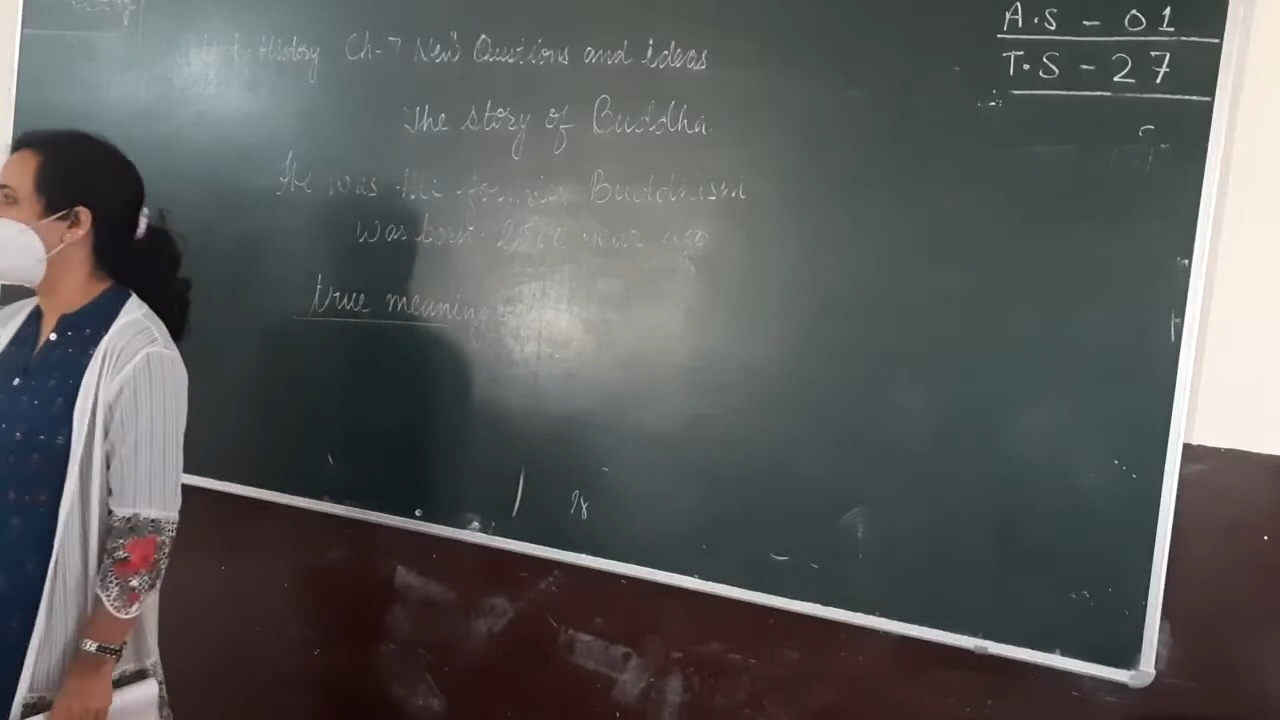 History Ch-7 New Questions and ideas
The story of Buddha.
He was the founder Buddhism
was born 2500 year ago
true meaning
A.S - 01
T.S - 27